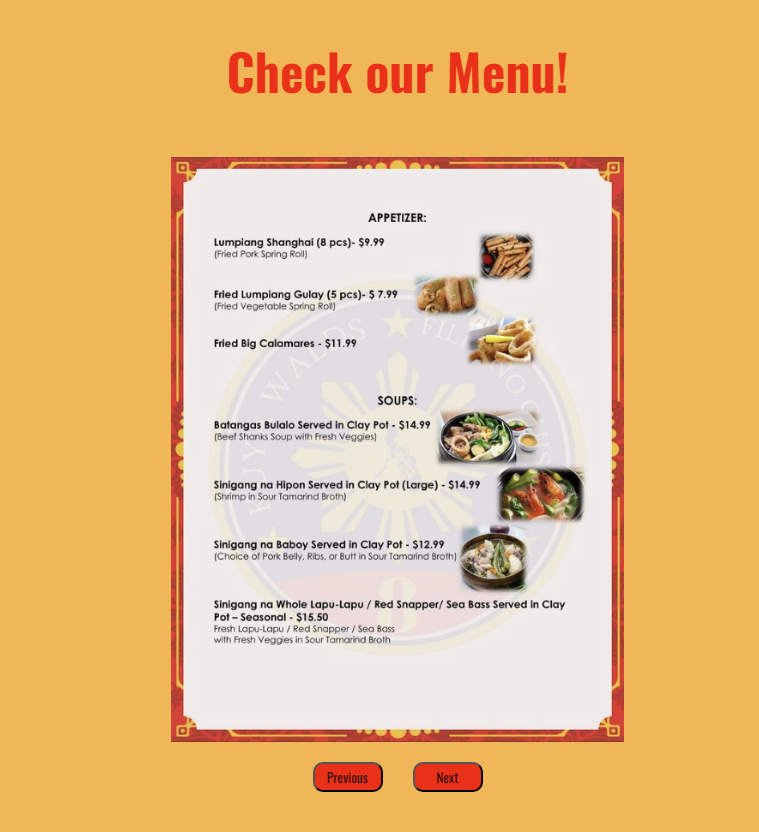 Check our Menu!
APPETIZER:
Lumpiang Shanghai (8 pcs)- $9.99
(Fried Pork Spring Roll)
Fried Lumpiang Gulay (5 pcs)- $ 7.99
(Fried Vegetable Spring Roll)
Fried Big Calamares - $11.99
SOUPS:
Batangas Bulalo Served in Clay Pot - $14.99
(Beef Shanks Soup with Fresh Veggies)
Sinigang na Hipon Served in Clay Pot (Large) - $14.99
(Shrimp in Sour Tamarind Broth)
Sinigang na Baboy Served in Clay Pot - $12.99
(Choice of Pork Belly, Ribs, or Butt in Sour Tamarind Broth)
Sinigang na Whole Lapu-Lapu / Red Snapper/ Sea Bass Served in Clay
Pot – Seasonal - $15.50
Fresh Lapu-Lapu / Red Snapper / Sea Bass
with Fresh Veggies in Sour Tamarind Broth
8
Previous
Next